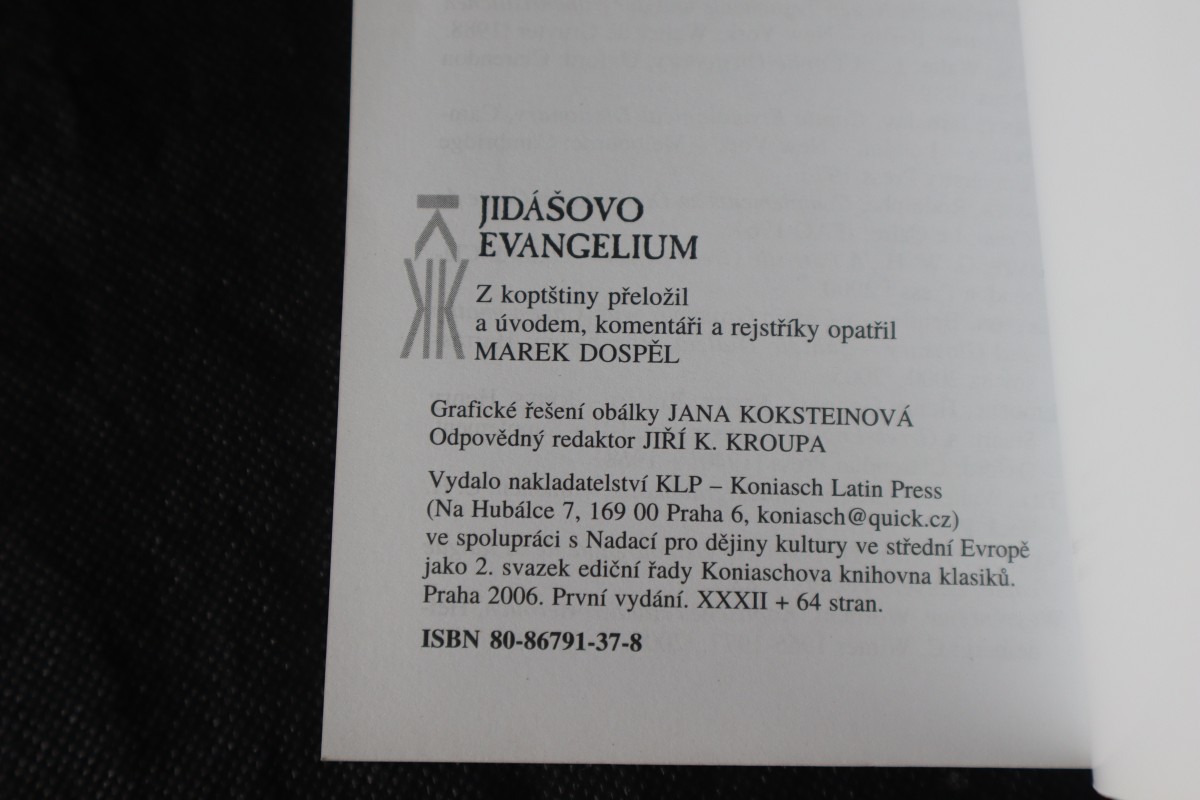 JIDÁŠOVO
EVANGELIUM
Z koptštiny přeložil
a úvodem, komentáři a rejstříky opatřil
MAREK DOSPĚL
Grafické řešení obálky JANA KOKSTEINOVÁ
Odpovědný redaktor JIŘÍ K. KROUPA
Vydalo nakladatelství KLP – Koniasch Latin Press
(Na Hubálce 7, 169 00 Praha 6, koniasch@quick.cz)
ve spolupráci s Nadací pro dějiny kultury ve střední Evropě
jako 2. svazek ediční řady Koniaschova knihovna klasiků.
Praha 2006. První vydání. XXXII + 64 stran.
ISBN 80-86791-37-8